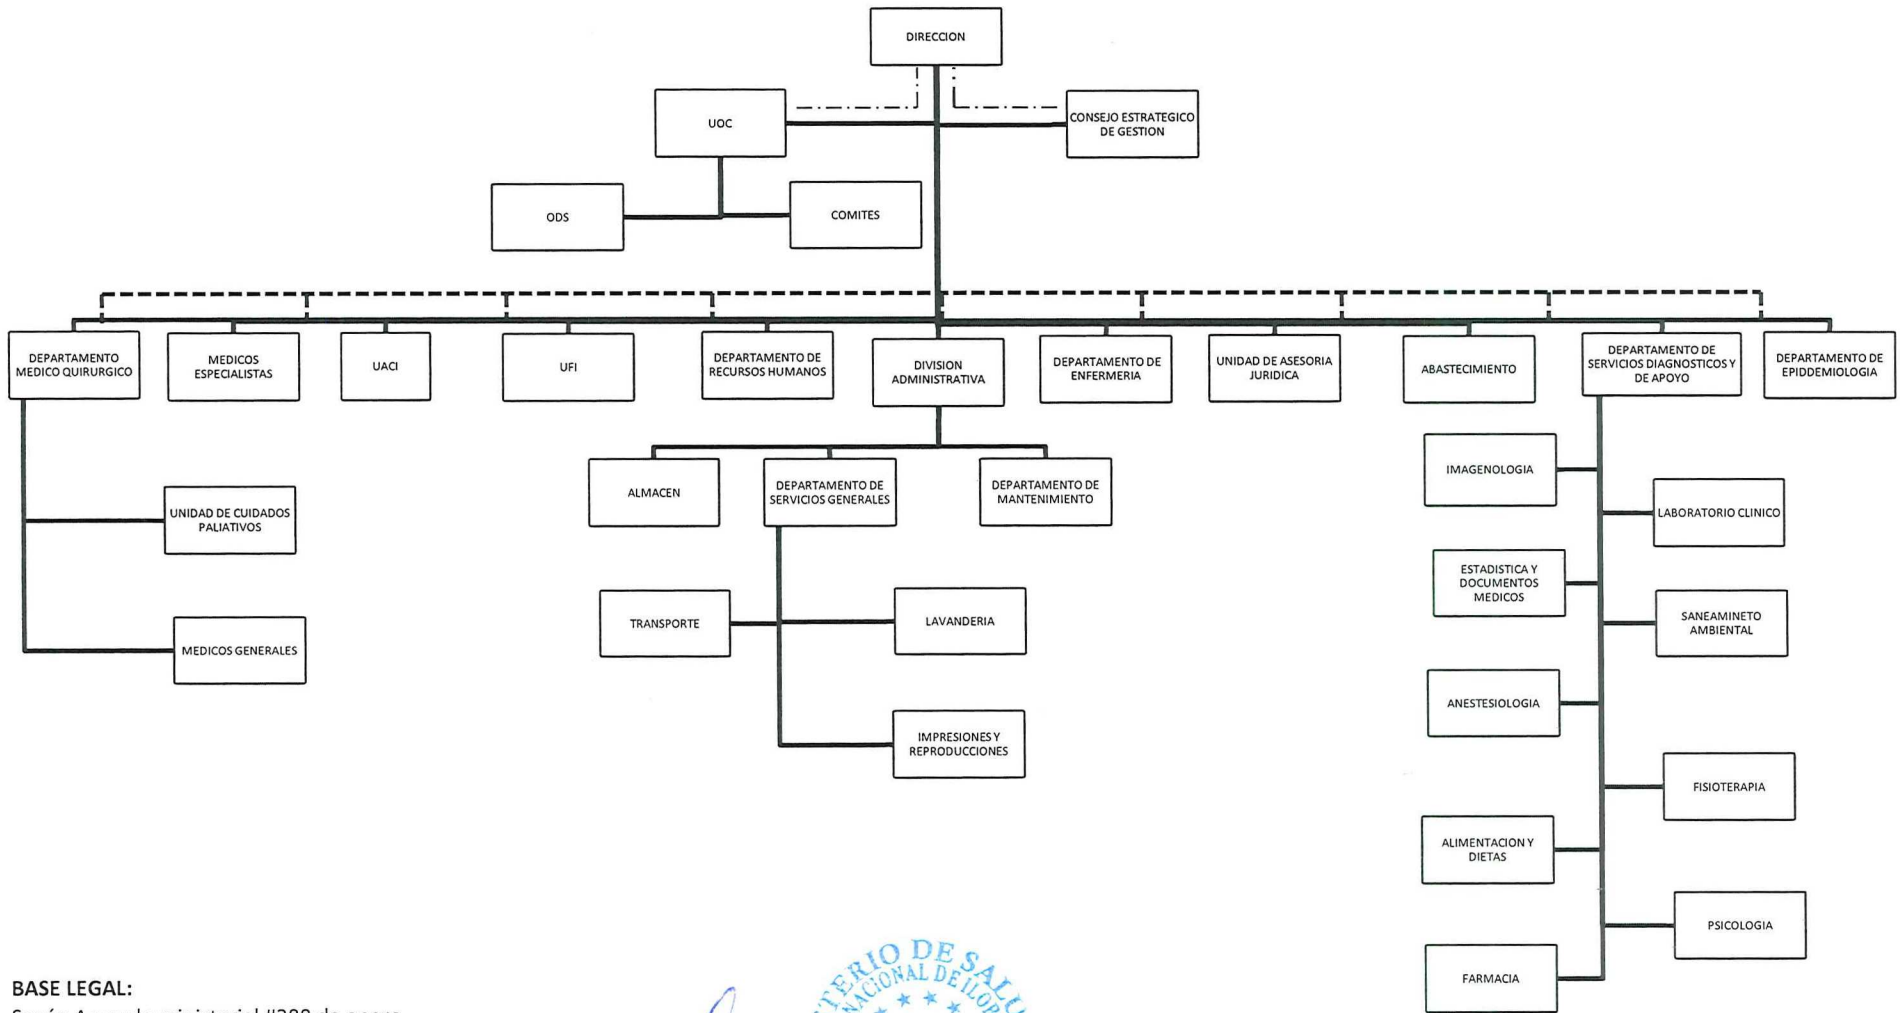 DIRECCION
UOC
CONSEJO ESTRATEGICO
DE GESTION
ODS
COMITES
DEPARTAMENTO
MEDICO QUIRURGICO
MEDICOS
ESPECIALISTAS
UACI
UFI
DEPARTAMENTO DE
RECURSOS HUMANOS
DIVISION
ADMINISTRATIVA
DEPARTAMENTO DE
ENFERMERIA
UNIDAD DE ASESORIA
JURIDICA
ABASTECIMIENTO
DEPARTAMENTO DE
SERVICIOS DIAGNOSTICOS Y
DE APOYO
DEPARTAMENTO DE
EPIDDEMIOLOGIA
UNIDAD DE CUIDADOS
PALIATIVOS
MEDICOS GENERALES
ALMACEN
DEPARTAMENTO DE
SERVICIOS GENERALES
DEPARTAMENTO DE
MANTENIMIENTO
TRANSPORTE
LAVANDERIA
IMPRESIONES Y
REPRODUCCIONES
IMAGENOLOGIA
LABORATORIO CLINICO
ESTADISTICA Y
DOCUMENTOS
MEDICOS
SANEAMINETO
AMBIENTAL
ANESTESIOLOGIA
FISIOTERAPIA
ALIMENTACION Y
DIETAS
PSICOLOGIA
FARMACIA
BASE LEGAL:
DE
NACIONAL DE